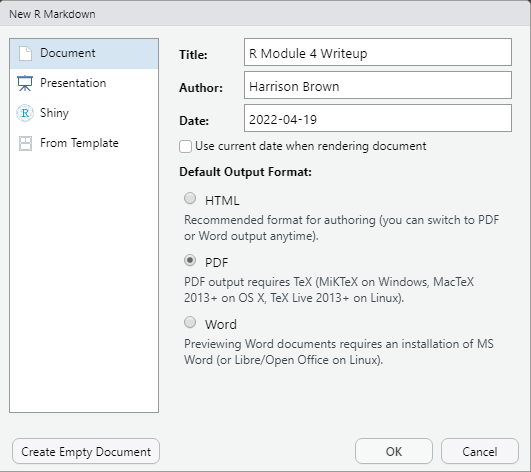 New R Markdown
Document
Presentation
Shiny
From Template
Title:
R Module 4 Writeup
Author:
Harrison Brown
Date:
2022-04-19
Use current date when rendering document
Default Output Format:
HTML
Recommended format for authoring (you can switch to PDF
or Word output anytime).
PDF
PDF output requires TeX (MiKTeX on Windows, MacTeX
2013+ on OS X, TeX Live 2013+ on Linux).
Word
Previewing Word documents requires an installation of MS
Word (or Libre/Open Office on Linux).
Create Empty Document
OK
Cancel